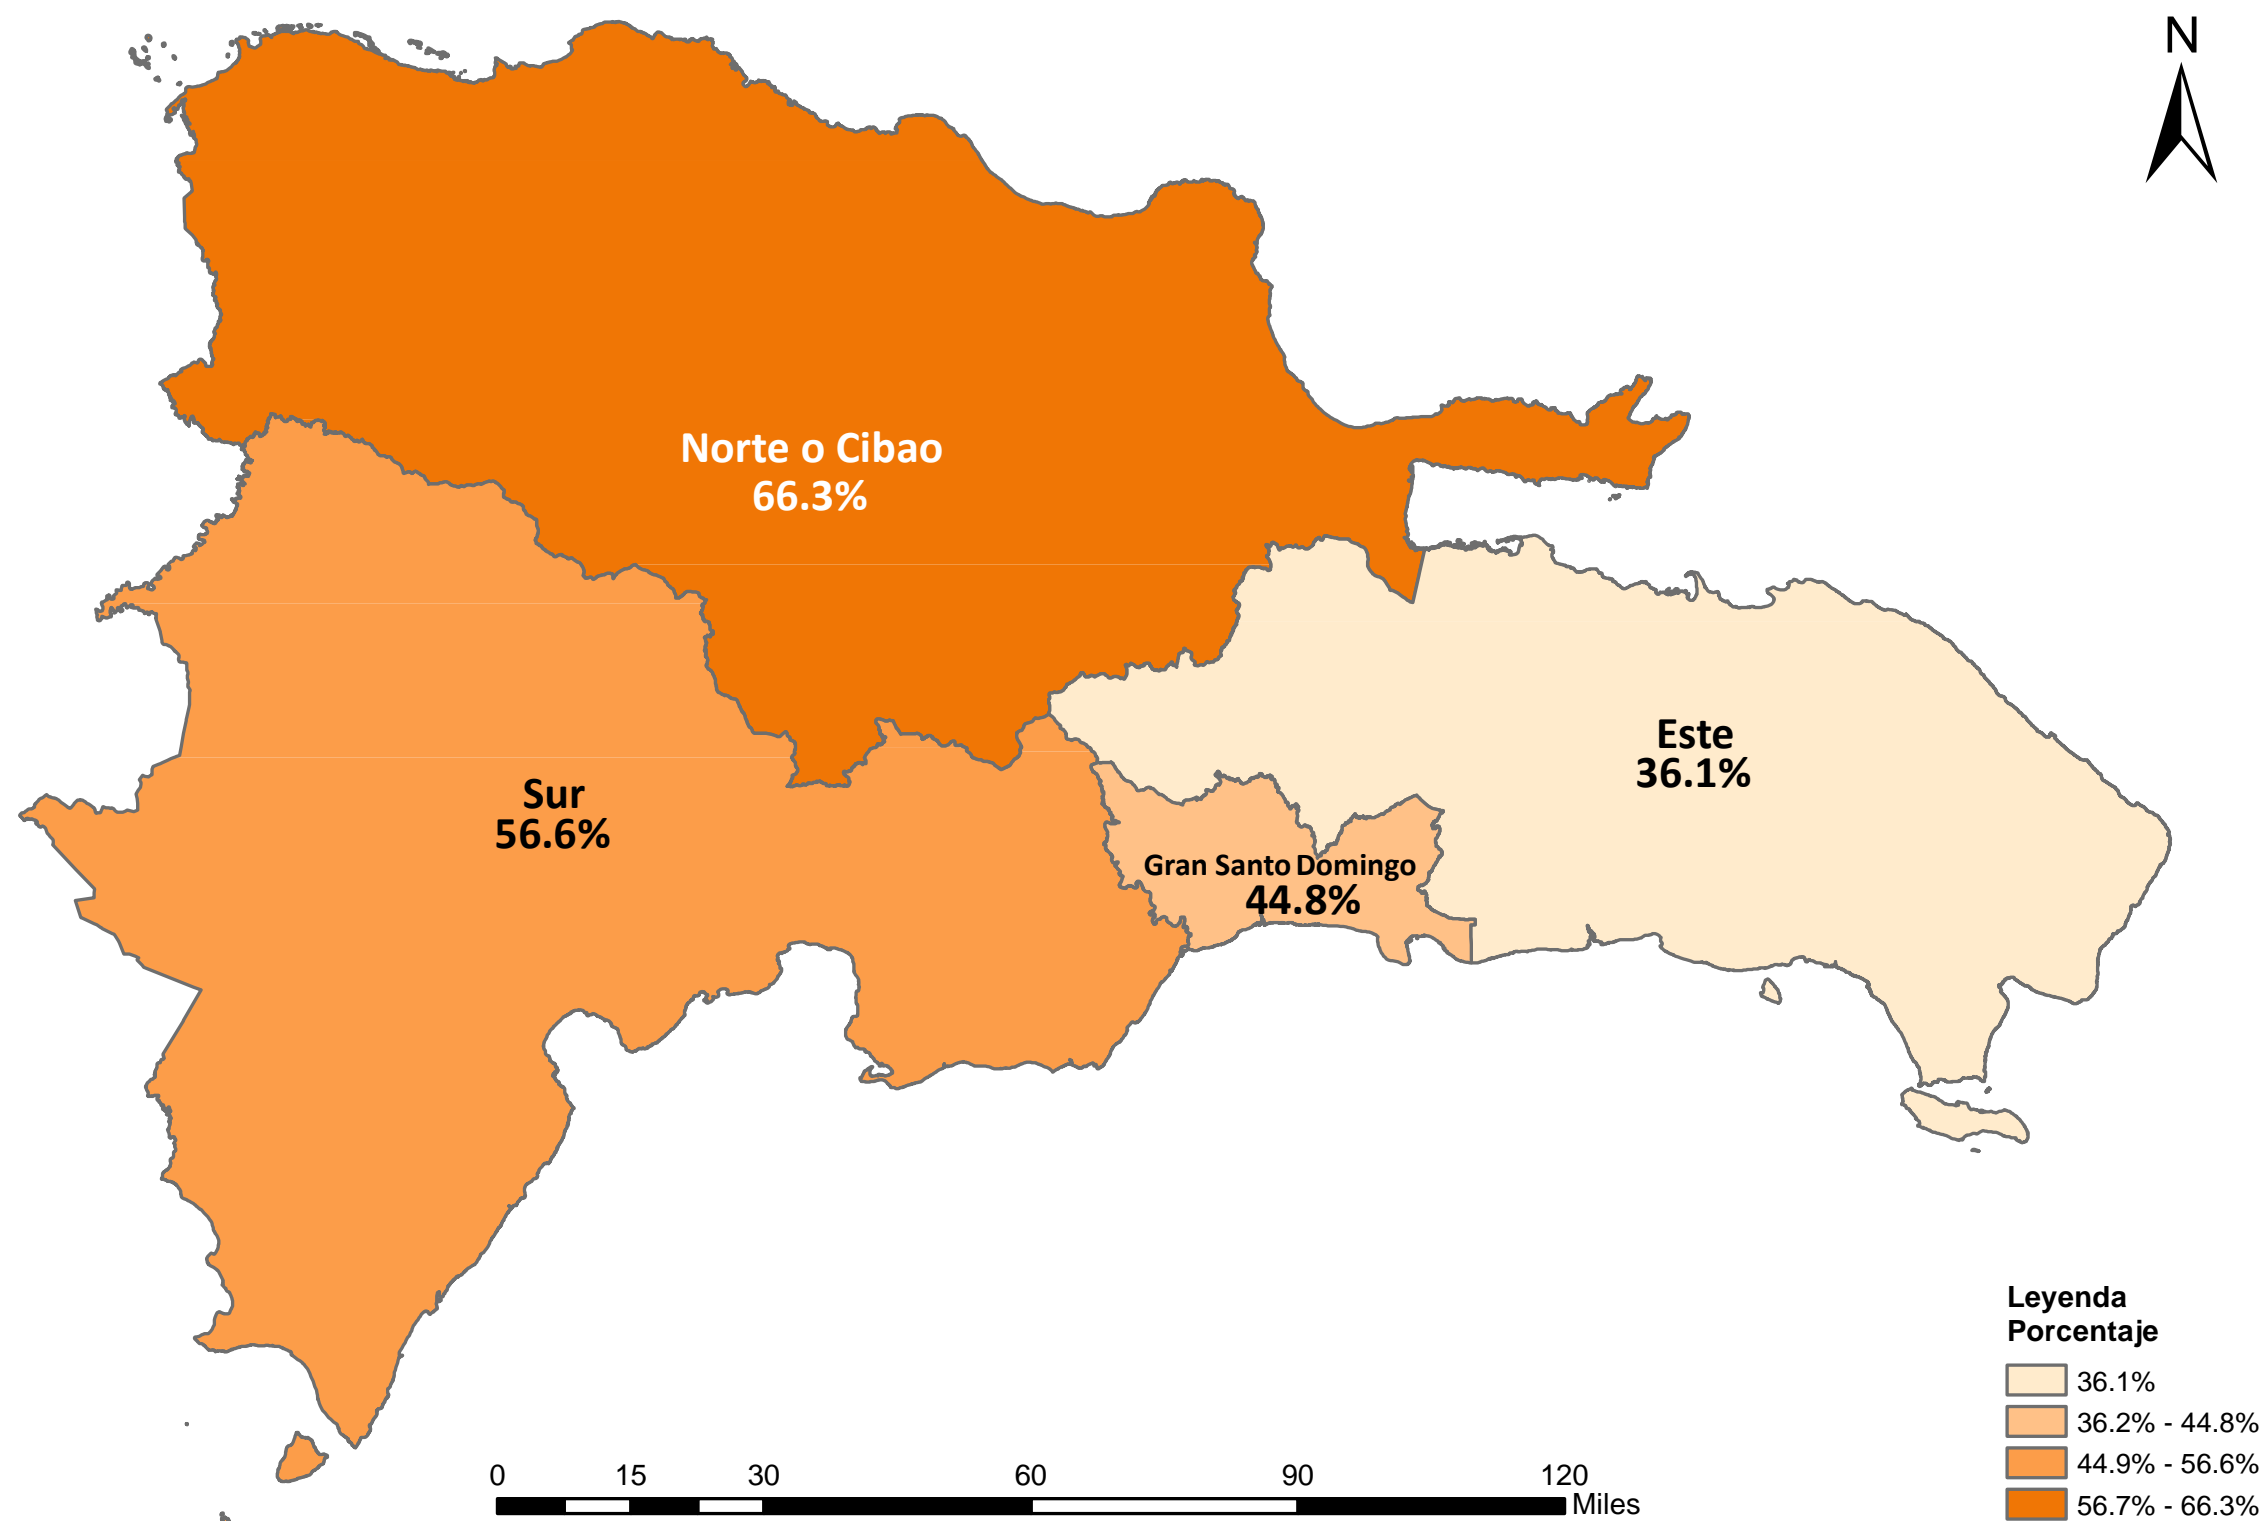 N
Norte o Cibao
66.3%
Este
36.1%
Sur
56.6%
Gran Santo Domingo
44.8%
Leyenda
Porcentaje
36.1%
36.2% - 44.8%
44.9% - 56.6%
56.7% - 66.3%
0 15 30 60 90 120
Miles